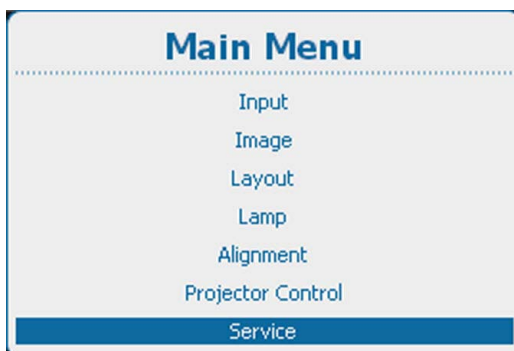 Main Menu
Input
Image
Layout
Lamp
Alignment
Projector Control
Service